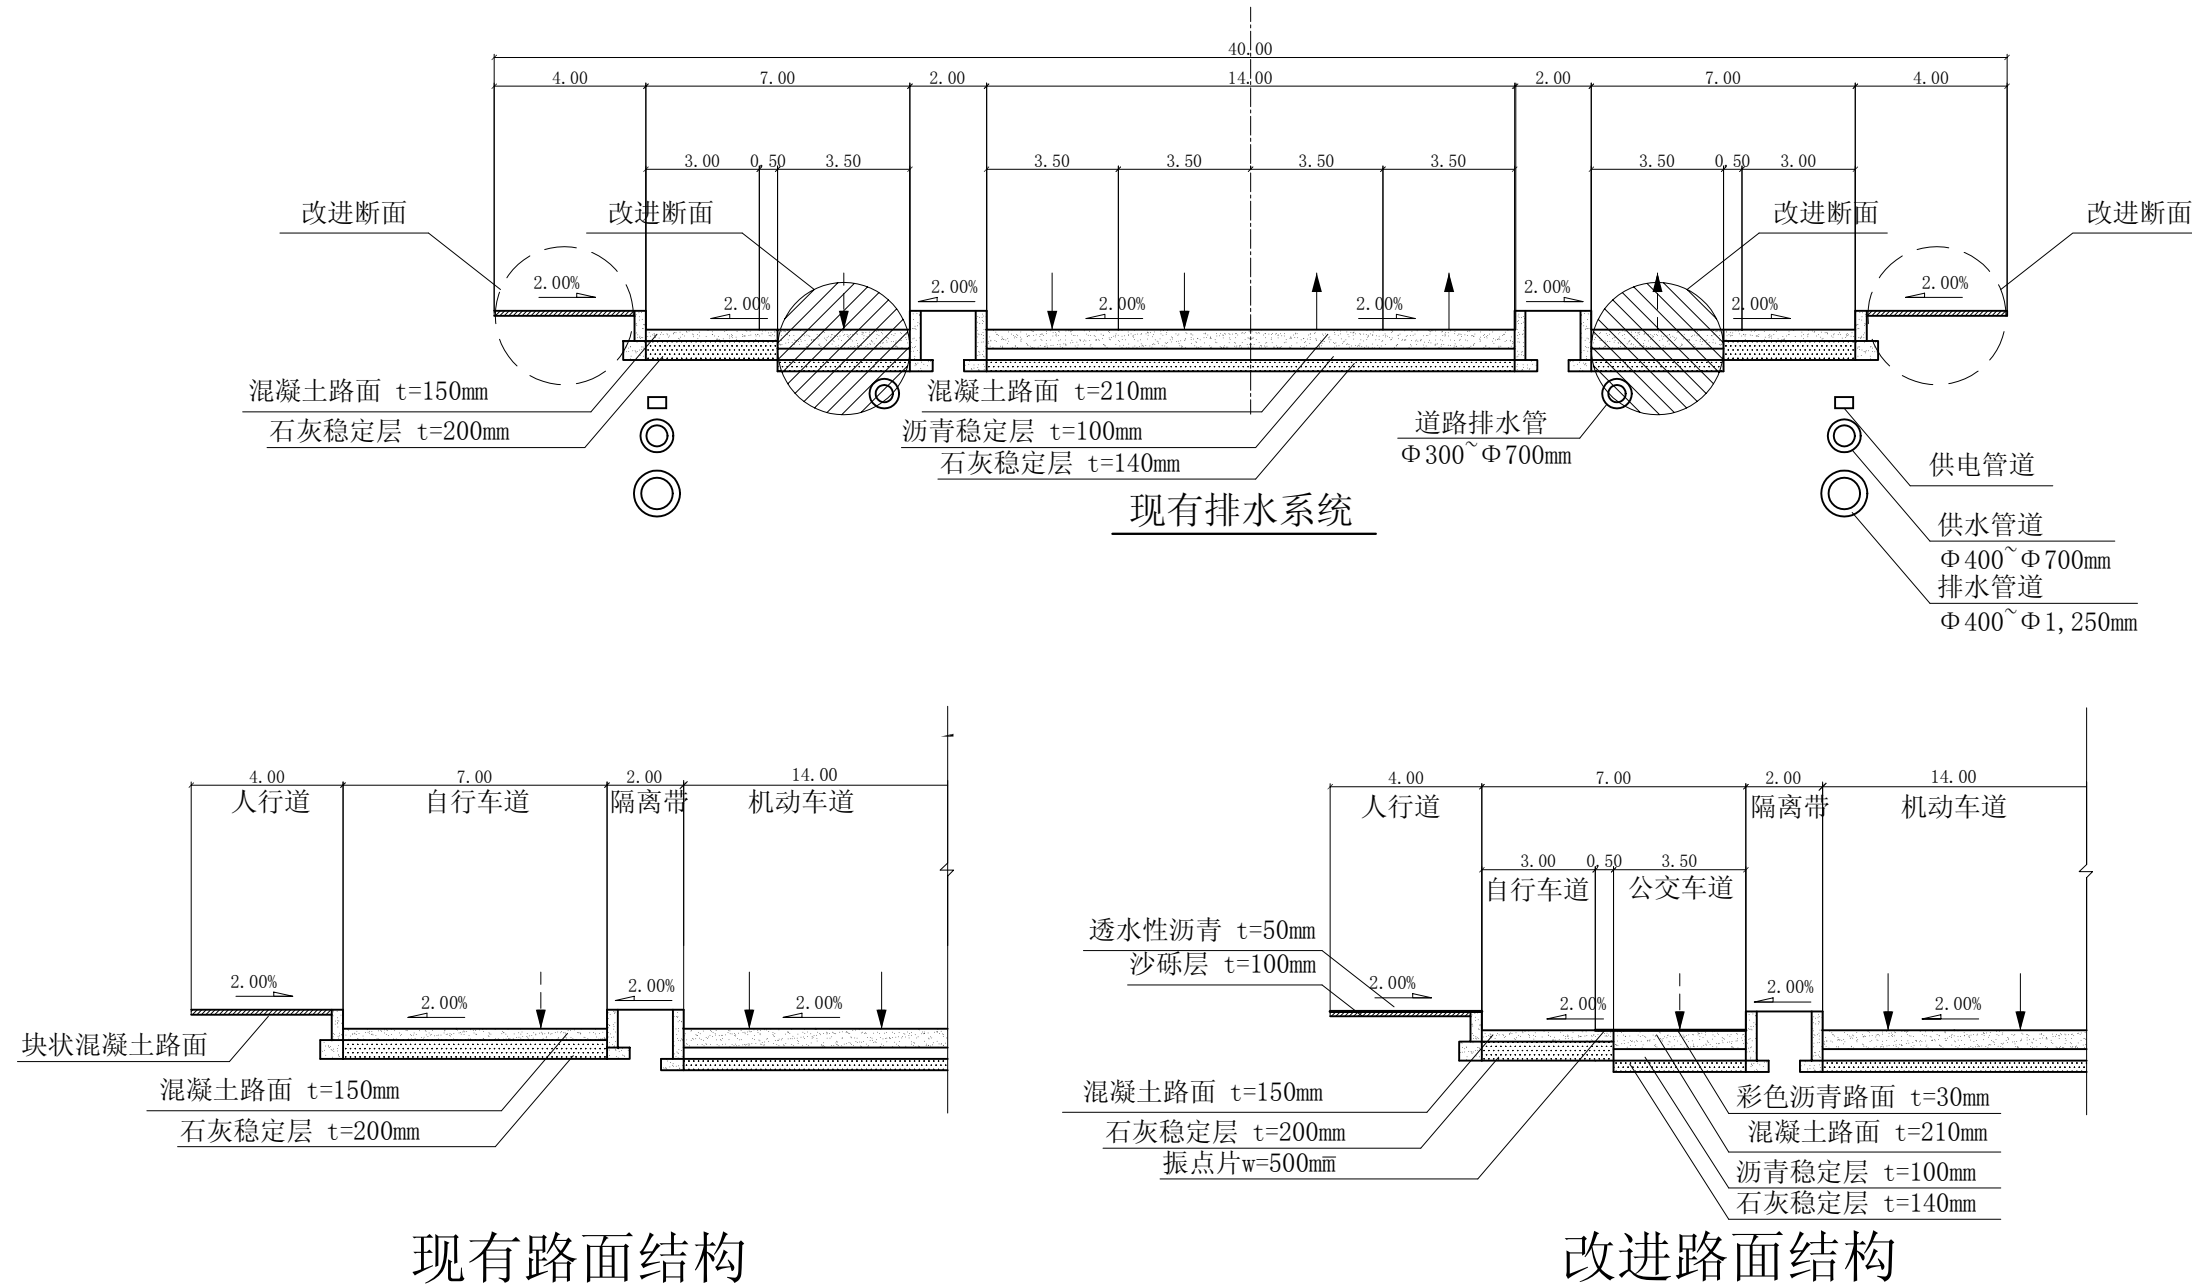 40.00
4.00 7.00 2.00 14.00 2.00 7.00 4.00
3.00 0.50 3.50 3.50 3.50 3.50 3.50 3.50 0.50 3.00
改进断面 改进断面 改进断面 改进断面
2.00% 2.00% 2.00% 2.00% 2.00% 2.00% 2.00% 2.00%
混凝土路面 t=150mm
石灰稳定层 t=200mm
混凝土路面 t=210mm
沥青稳定层 t=100mm
石灰稳定层 t=140mm
道路排水管
Φ300~Φ700mm
供电管道
供水管道
Φ400~Φ700mm
排水管道
Φ400~Φ1,250mm
现有排水系统
4.00 7.00 2.00 14.00
人行道 自行车道 隔离带 机动车道
2.00% 2.00% 2.00% 2.00%
块状混凝土路面
混凝土路面 t=150mm
石灰稳定层 t=200mm
现有路面结构
4.00 7.00 2.00 14.00
人行道 隔离带 机动车道
3.00 0.50 3.50
自行车道 公交车道
透水性沥青 t=50mm
沙砾层 t=100mm
2.00% 2.00% 2.00% 2.00%
混凝土路面 t=150mm
石灰稳定层 t=200mm
振点片w=500mm
彩色沥青路面 t=30mm
混凝土路面 t=210mm
沥青稳定层 t=100mm
石灰稳定层 t=140mm
改进路面结构